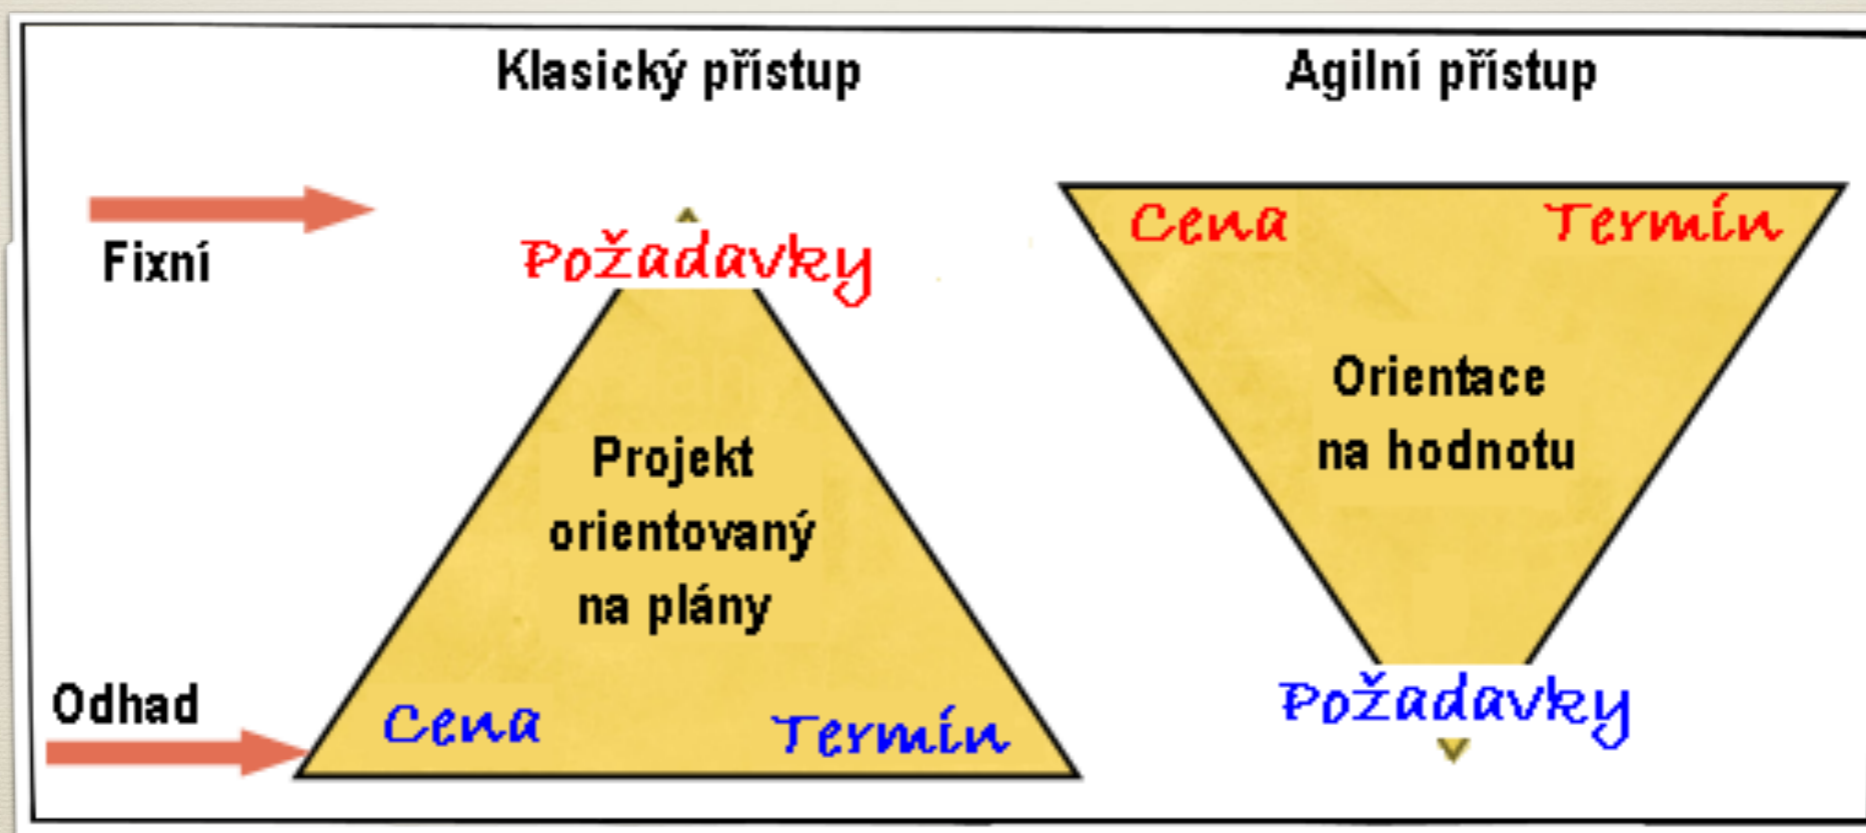 Klasický přístup
Agilní přístup
Fixní
Požadavky
Cena
Termín
Orientace
na hodnotu
Projekt
orientovaný
na plány
Odhad
Cena
Termín
Požadavky